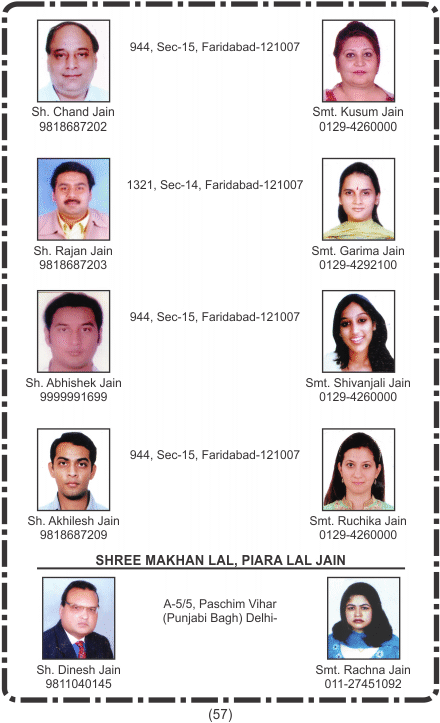 944, Sec-15, Faridabad-121007
Sh. Chand Jain
9818687202
Smt. Kusum Jain
0129-4260000
1321, Sec-14, Faridabad-121007
Sh. Rajan Jain
9818687203
Smt. Garima Jain
0129-4292100
944, Sec-15, Faridabad-121007
Sh. Abhishek Jain
9999991699
Smt. Shivanjali Jain
0129-4260000
944, Sec-15, Faridabad-121007
Sh. Akhilesh Jain
9818687209
Smt. Ruchika Jain
0129-4260000
SHREE MAKHAN LAL, PIARA LAL JAIN
A-5/5, Paschim Vihar
(Punjabi Bagh) Delhi-
Sh. Dinesh Jain
9811040145
Smt. Rachna Jain
011-27451092
(57)